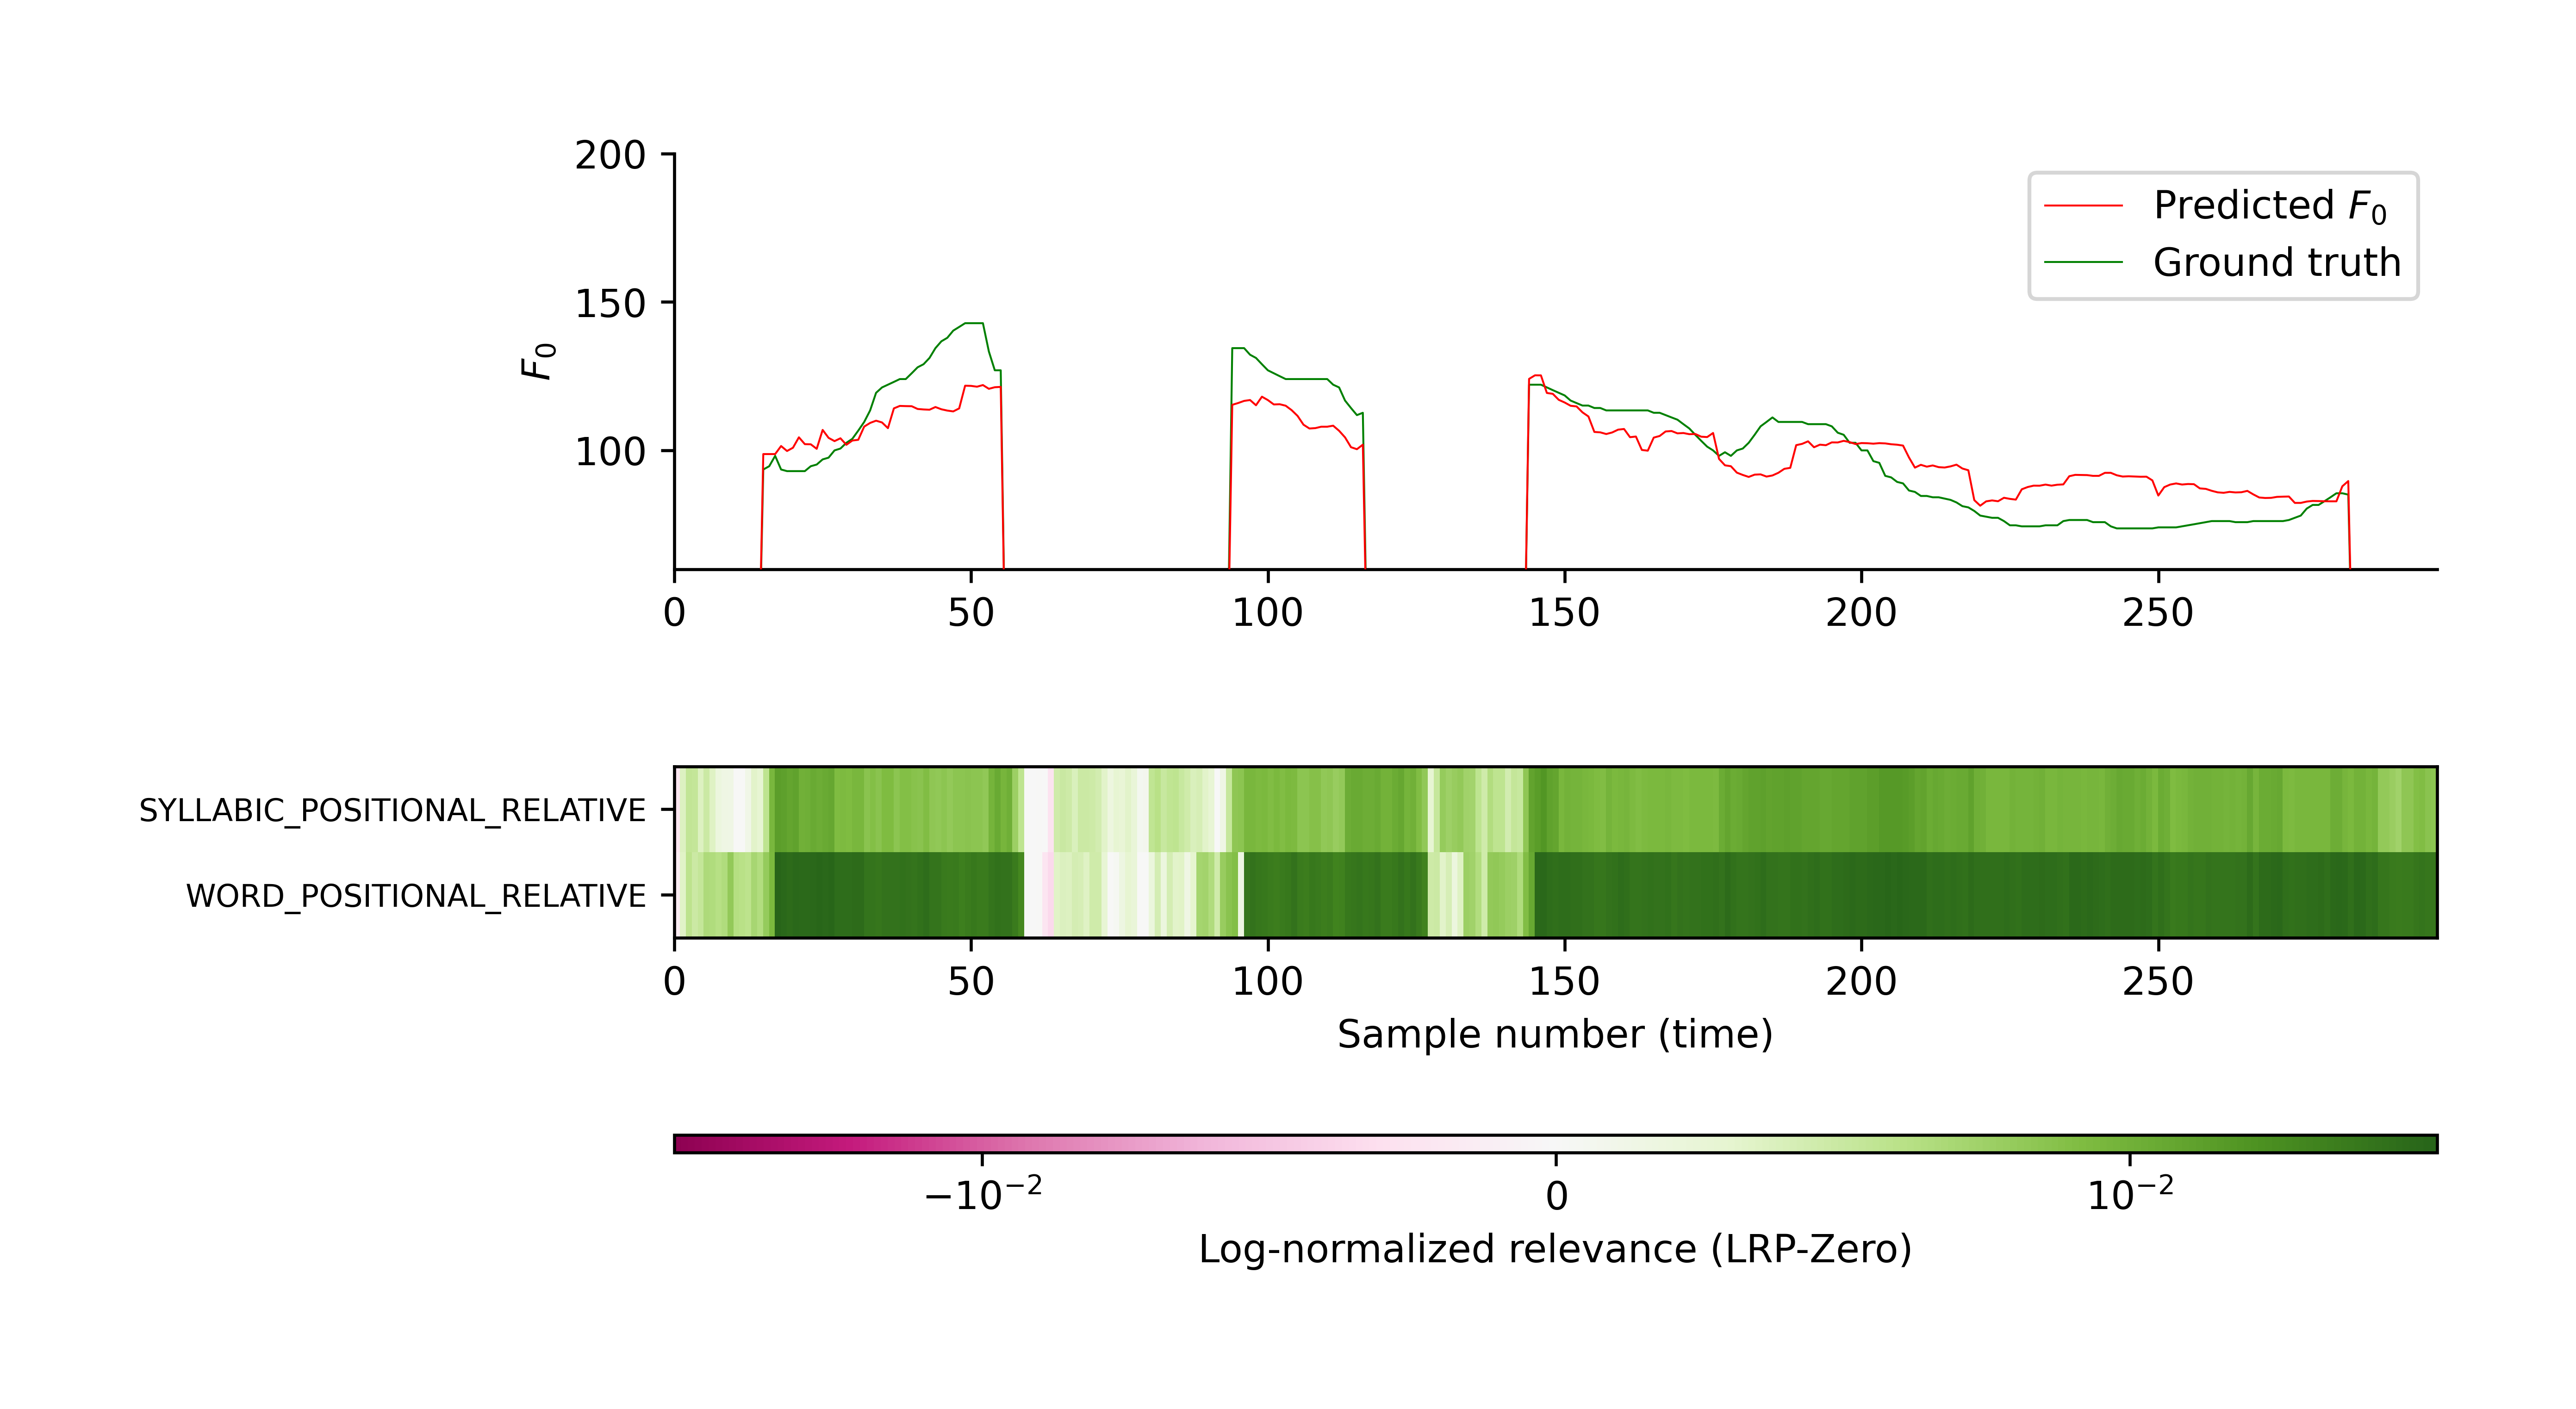 200
150
100
F₀
Predicted F₀
Ground truth
0 50 100 150 200 250
SYLLABIC_POSITIONAL_RELATIVE
WORD_POSITIONAL_RELATIVE
0 50 100 150 200 250
Sample number (time)
−10⁻² 0 10⁻²
Log-normalized relevance (LRP-Zero)